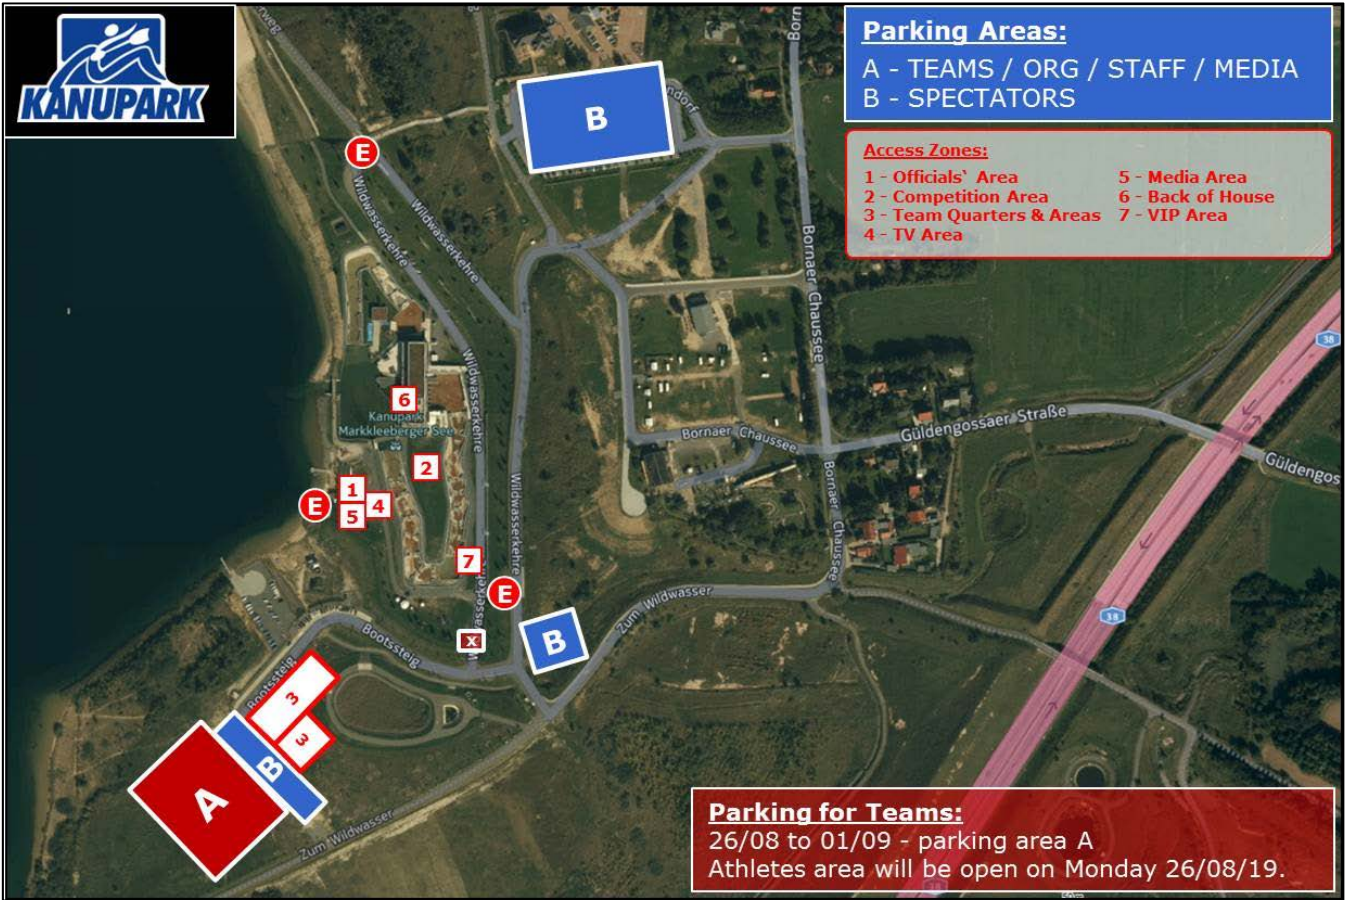 KANUPARK
Parking Areas:
A - TEAMS / ORG / STAFF / MEDIA
B - SPECTATORS
Access Zones:
1 - Officials' Area
2 - Competition Area
3 - Team Quarters & Areas
4 - TV Area
5 - Media Area
6 - Back of House
7 - VIP Area
B
E
Wildwasserkehre
Wildwasserkehre
Bornaer Chaussee
38
6
Kanupark
Markkleeberger See
Wildwasserkehre
Bornaer Chaussee
Güldengossaer Straße
2
Wildwasserkehre
Bornaer Chaussee
1
4
5
E
7
E
38
Zum Wildwasser
X
B
Bootssteig
Bootssteig
3
3
B
A
Zum Wildwasser
Parking for Teams:
26/08 to 01/09 - parking area A
Athletes area will be open on Monday 26/08/19.
38